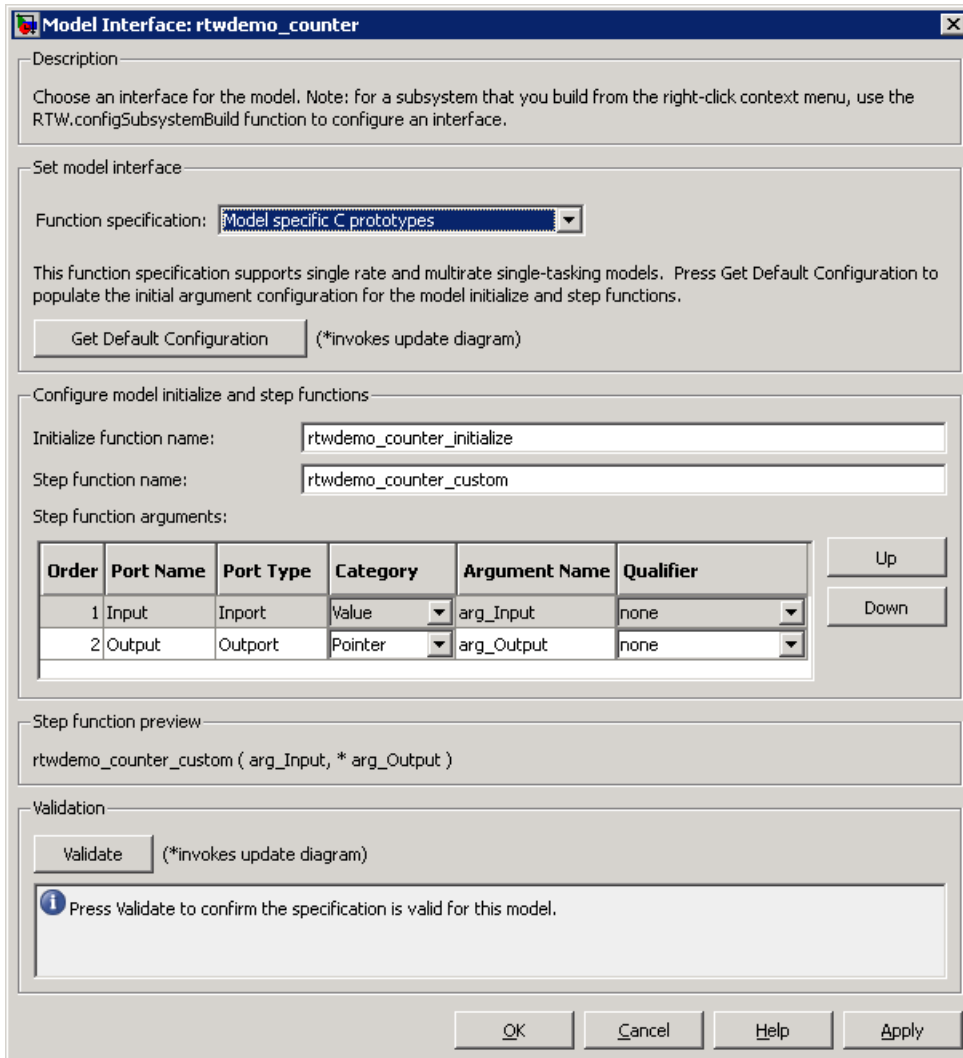 Model Interface: rtwdemo_counter
Description
Choose an interface for the model. Note: for a subsystem that you build from the right-click context menu, use the
RTW.configSubsystemBuild function to configure an interface.
Set model interface
Function specification: Model specific C prototypes
This function specification supports single rate and multirate single-tasking models. Press Get Default Configuration to
populate the initial argument configuration for the model initialize and step functions.
Get Default Configuration (*invokes update diagram)
Configure model initialize and step functions
Initialize function name: rtwdemo_counter_initialize
Step function name: rtwdemo_counter_custom
Step function arguments:
Order Port Name Port Type Category Argument Name Qualifier
1 Input Inport Value arg_Input none
2 Output Outport Pointer arg_Output none
Up
Down
Step function preview
rtwdemo_counter_custom ( arg_Input, * arg_Output )
Validation
Validate (*invokes update diagram)
Press Validate to confirm the specification is valid for this model.
OK Cancel Help Apply